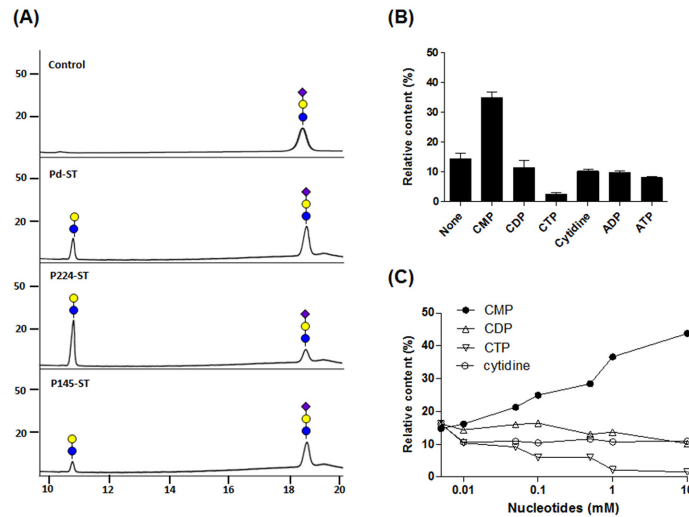 (A)
Control
50
20
Pd-ST
50
20
P224-ST
50
20
P145-ST
50
20
10 12 14 16 18 20
(B)
Relative content (%)
50
40
30
20
10
0
None CMP CDP CTP Cytidine ADP ATP
(C)
Relative content (%)
50
40
30
20
10
0
CMP
CDP
CTP
cytidine
0.01 0.1 1 10
Nucleotides (mM)